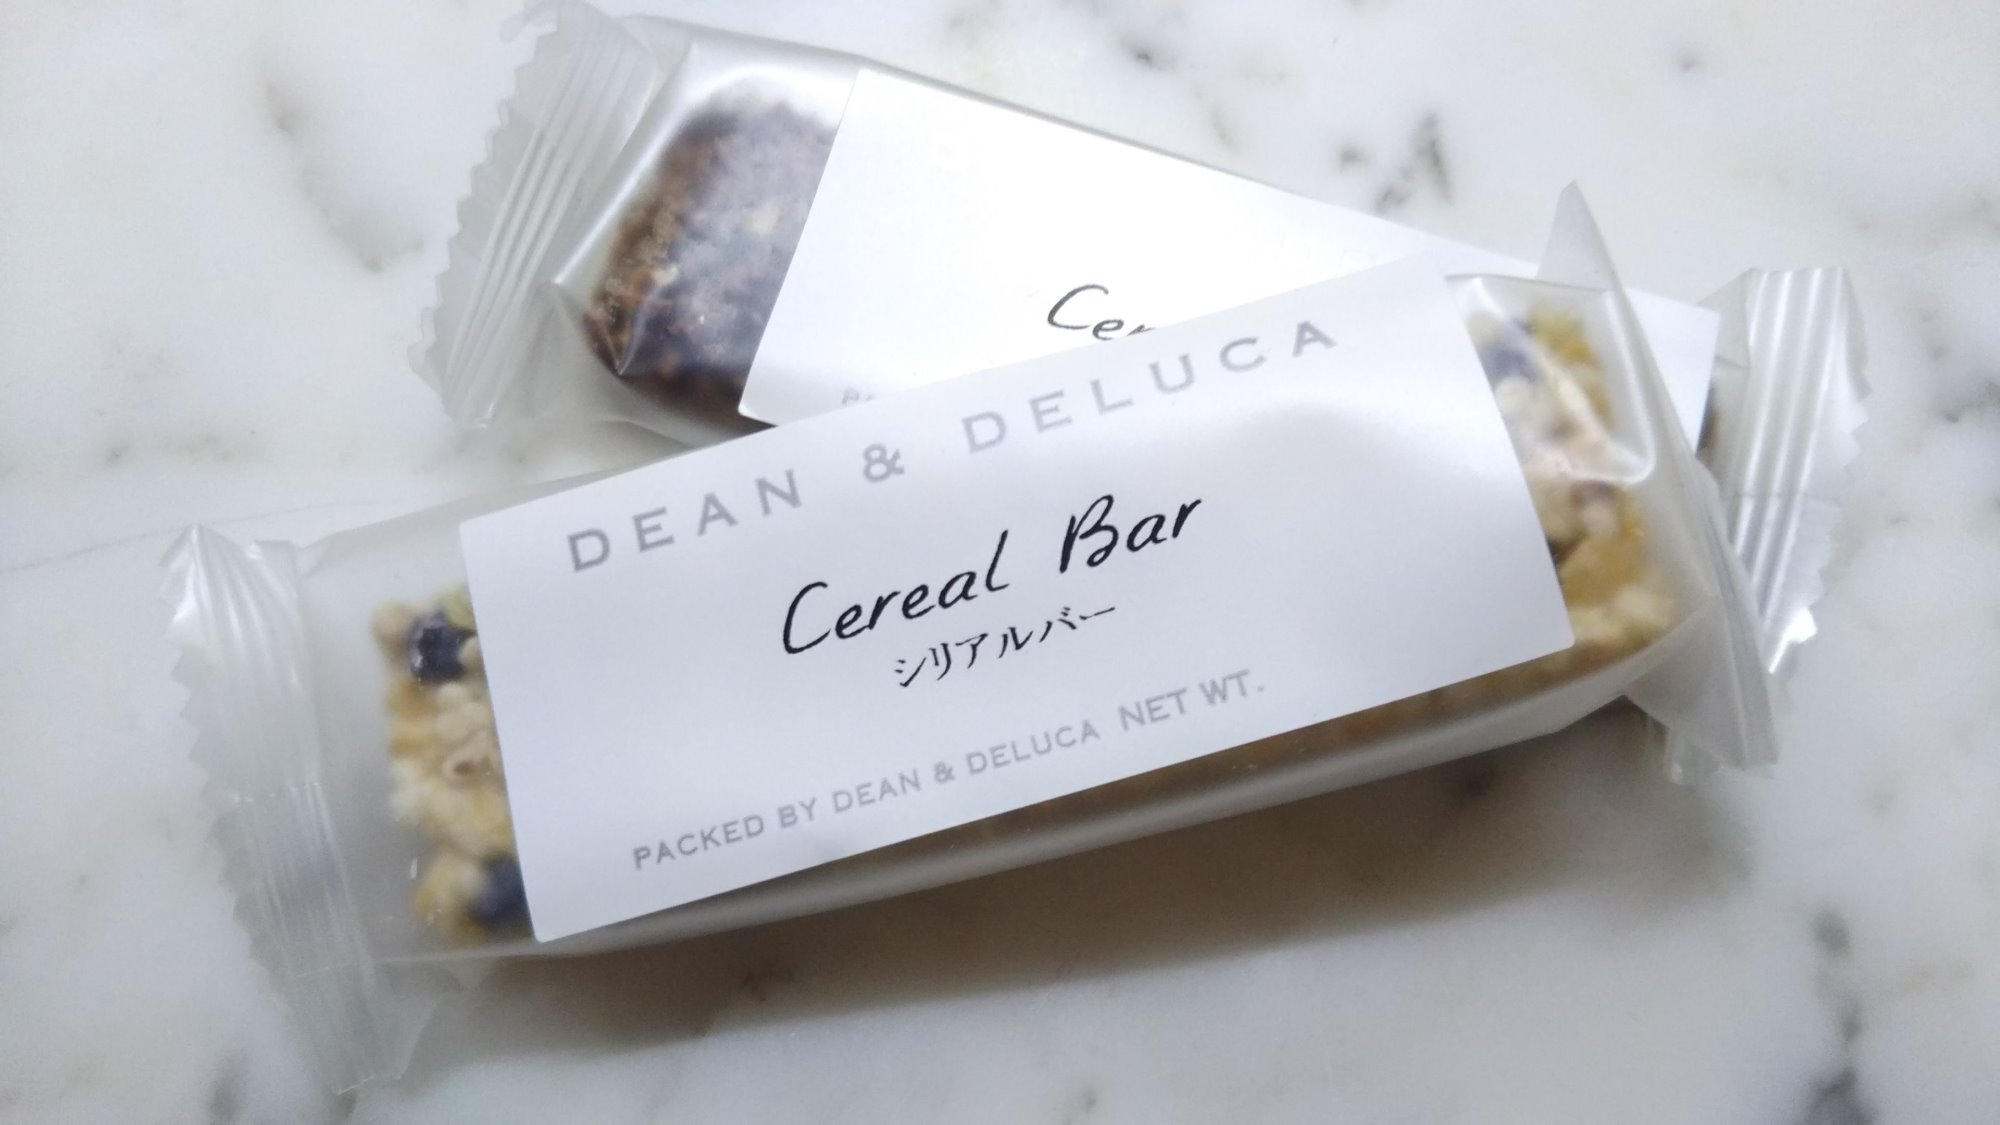 DEAN & DELUCA
Cereal Bar
シリアルバー
PACKED BY DEAN & DELUCA NET WT.